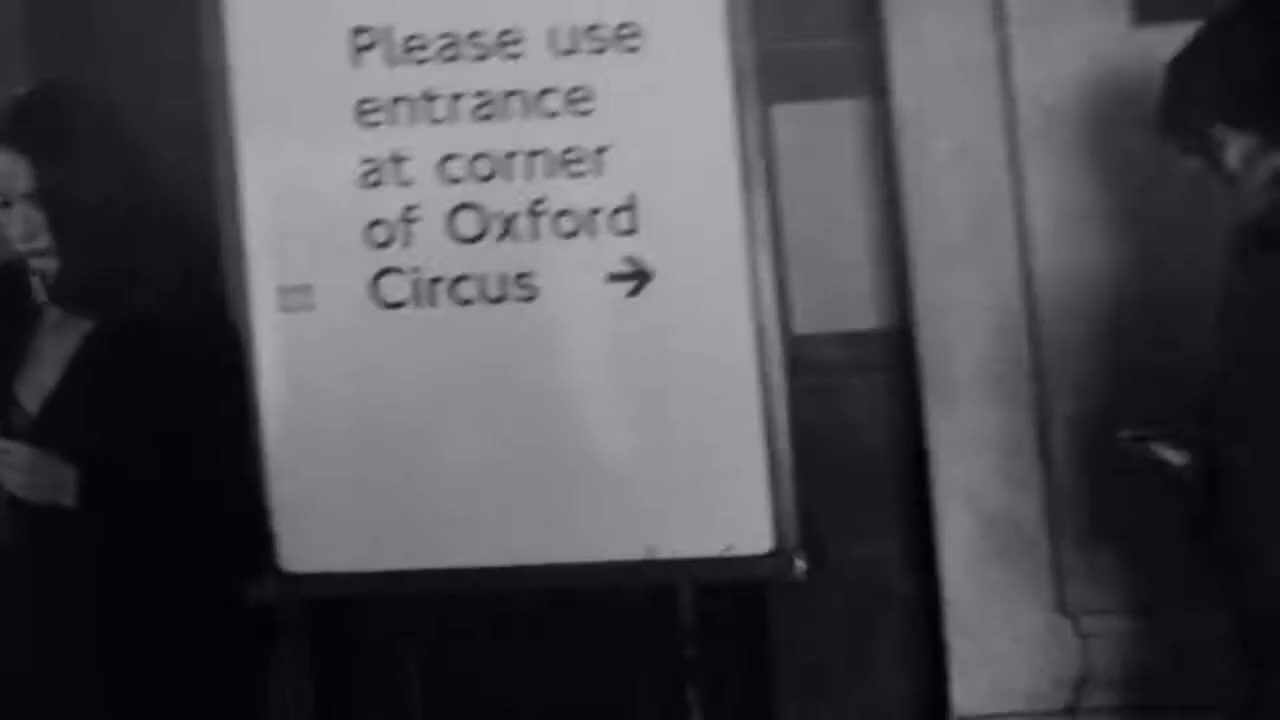 Please use
entrance
at corner
of Oxford
Circus →